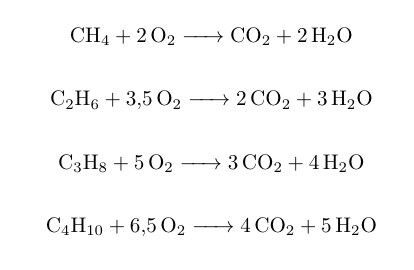 CH₄ + 2 O₂ ⟶ CO₂ + 2 H₂O
C₂H₆ + 3,5 O₂ ⟶ 2 CO₂ + 3 H₂O
C₃H₈ + 5 O₂ ⟶ 3 CO₂ + 4 H₂O
C₄H₁₀ + 6,5 O₂ ⟶ 4 CO₂ + 5 H₂O